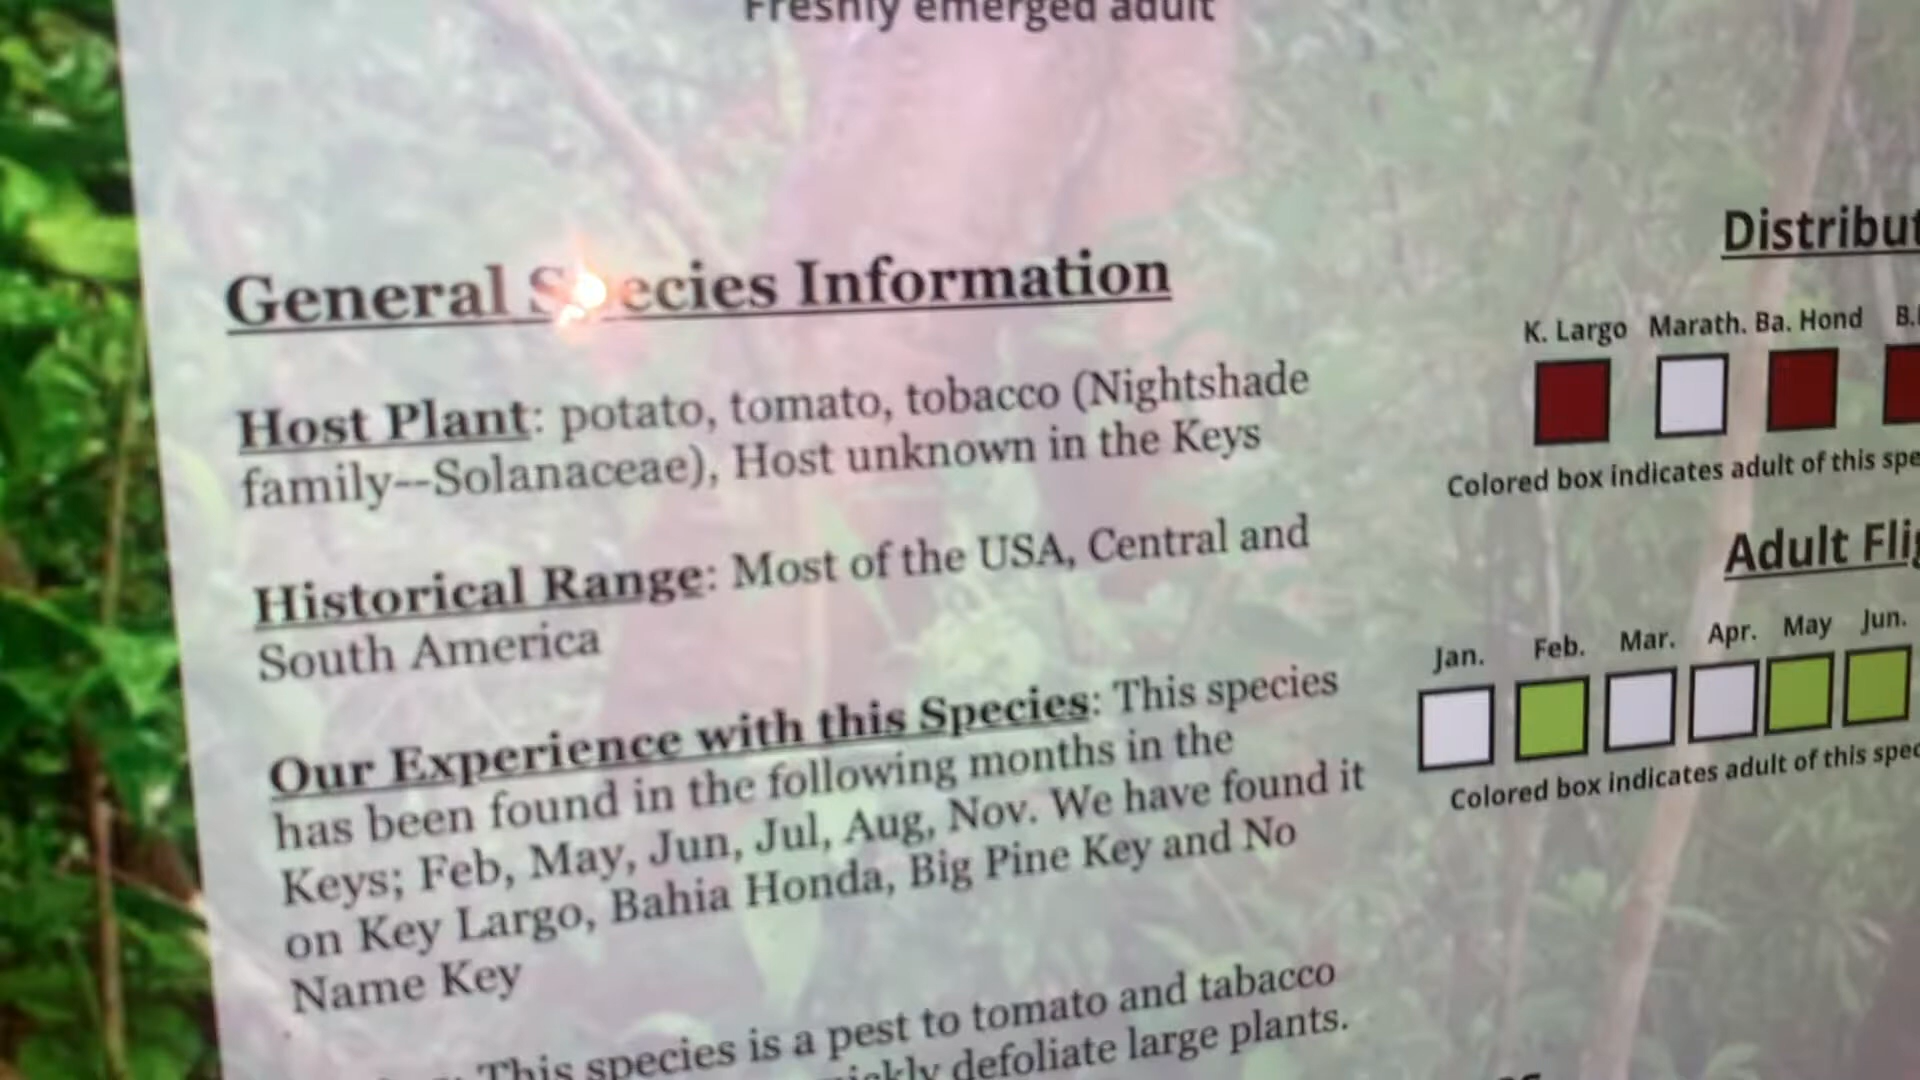 Freshly emerged adult
General Species Information
Host Plant: potato, tomato, tobacco (Nightshade
family--Solanaceae), Host unknown in the Keys
Historical Range: Most of the USA, Central and
South America
Our Experience with this Species: This species
has been found in the following months in the
Keys; Feb, May, Jun, Jul, Aug, Nov. We have found it
on Key Largo, Bahia Honda, Big Pine Key and No
Name Key
This species is a pest to tomato and tabacco
defoliate large plants.
K. Largo Marath. Ba. Hond
Colored box indicates adult of this
Adult
Jan. Feb. Mar. Apr. May Jun.
Colored box indicates adult of this